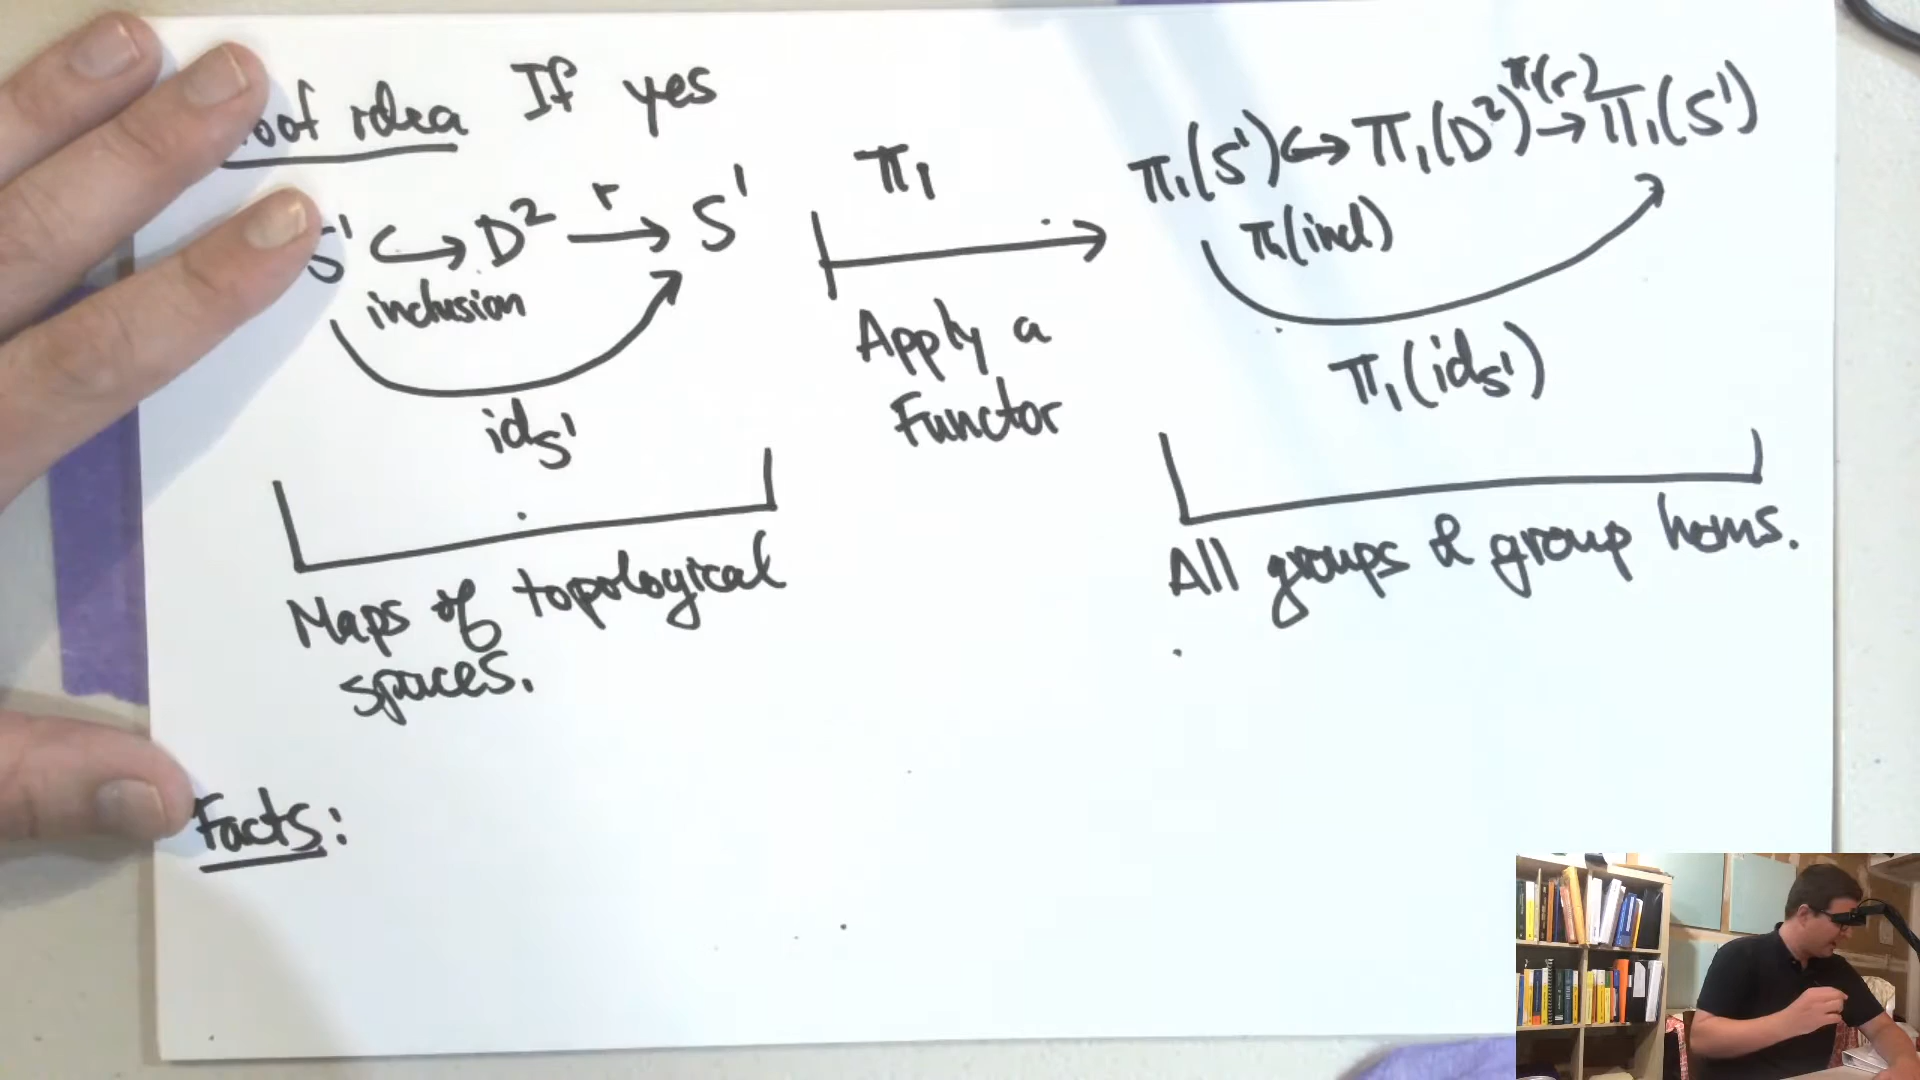 oof idea If yes
S¹ ↪ D² →r S¹
inclusion
id_S¹
Maps of topological
spaces.
π₁
Apply a
Functor
π₁(S¹) ↪ π₁(D²) →π₁(r) π₁(S¹)
π₁(incl)
π₁(id_S¹)
All groups & group homs.
Facts: